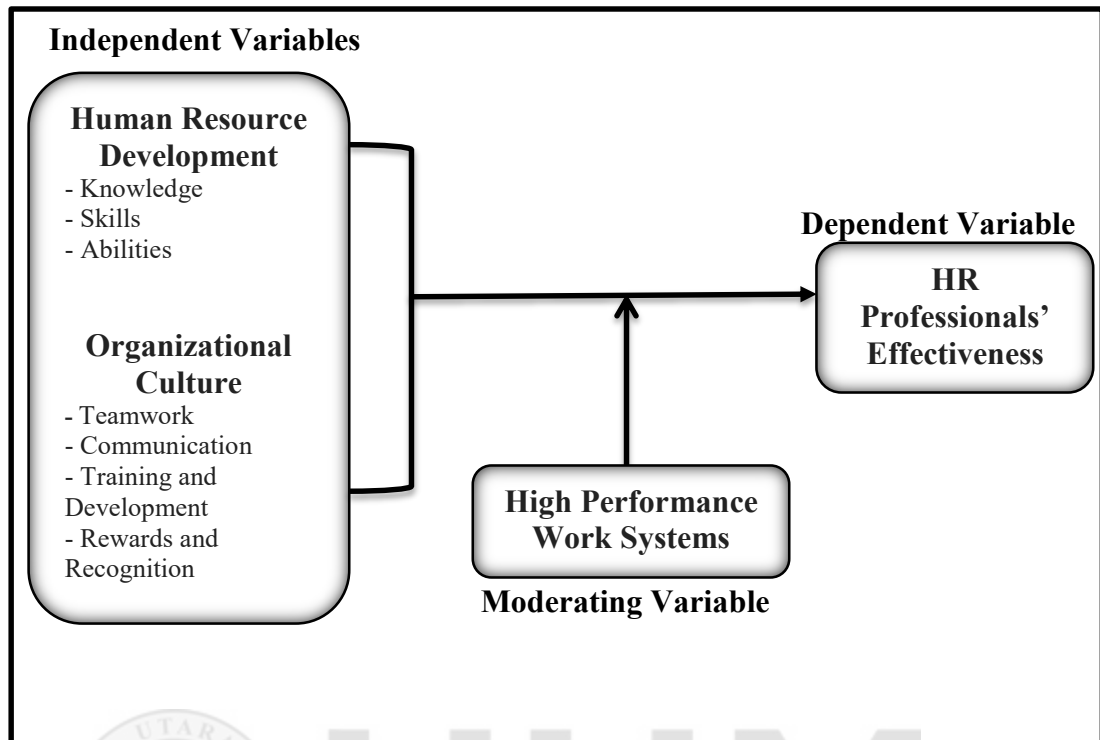 Independent Variables
Human Resource
Development
- Knowledge
- Skills
- Abilities
Organizational
Culture
- Teamwork
- Communication
- Training and
Development
- Rewards and
Recognition
Dependent Variable
HR
Professionals’
Effectiveness
High Performance
Work Systems
Moderating Variable
UTARA